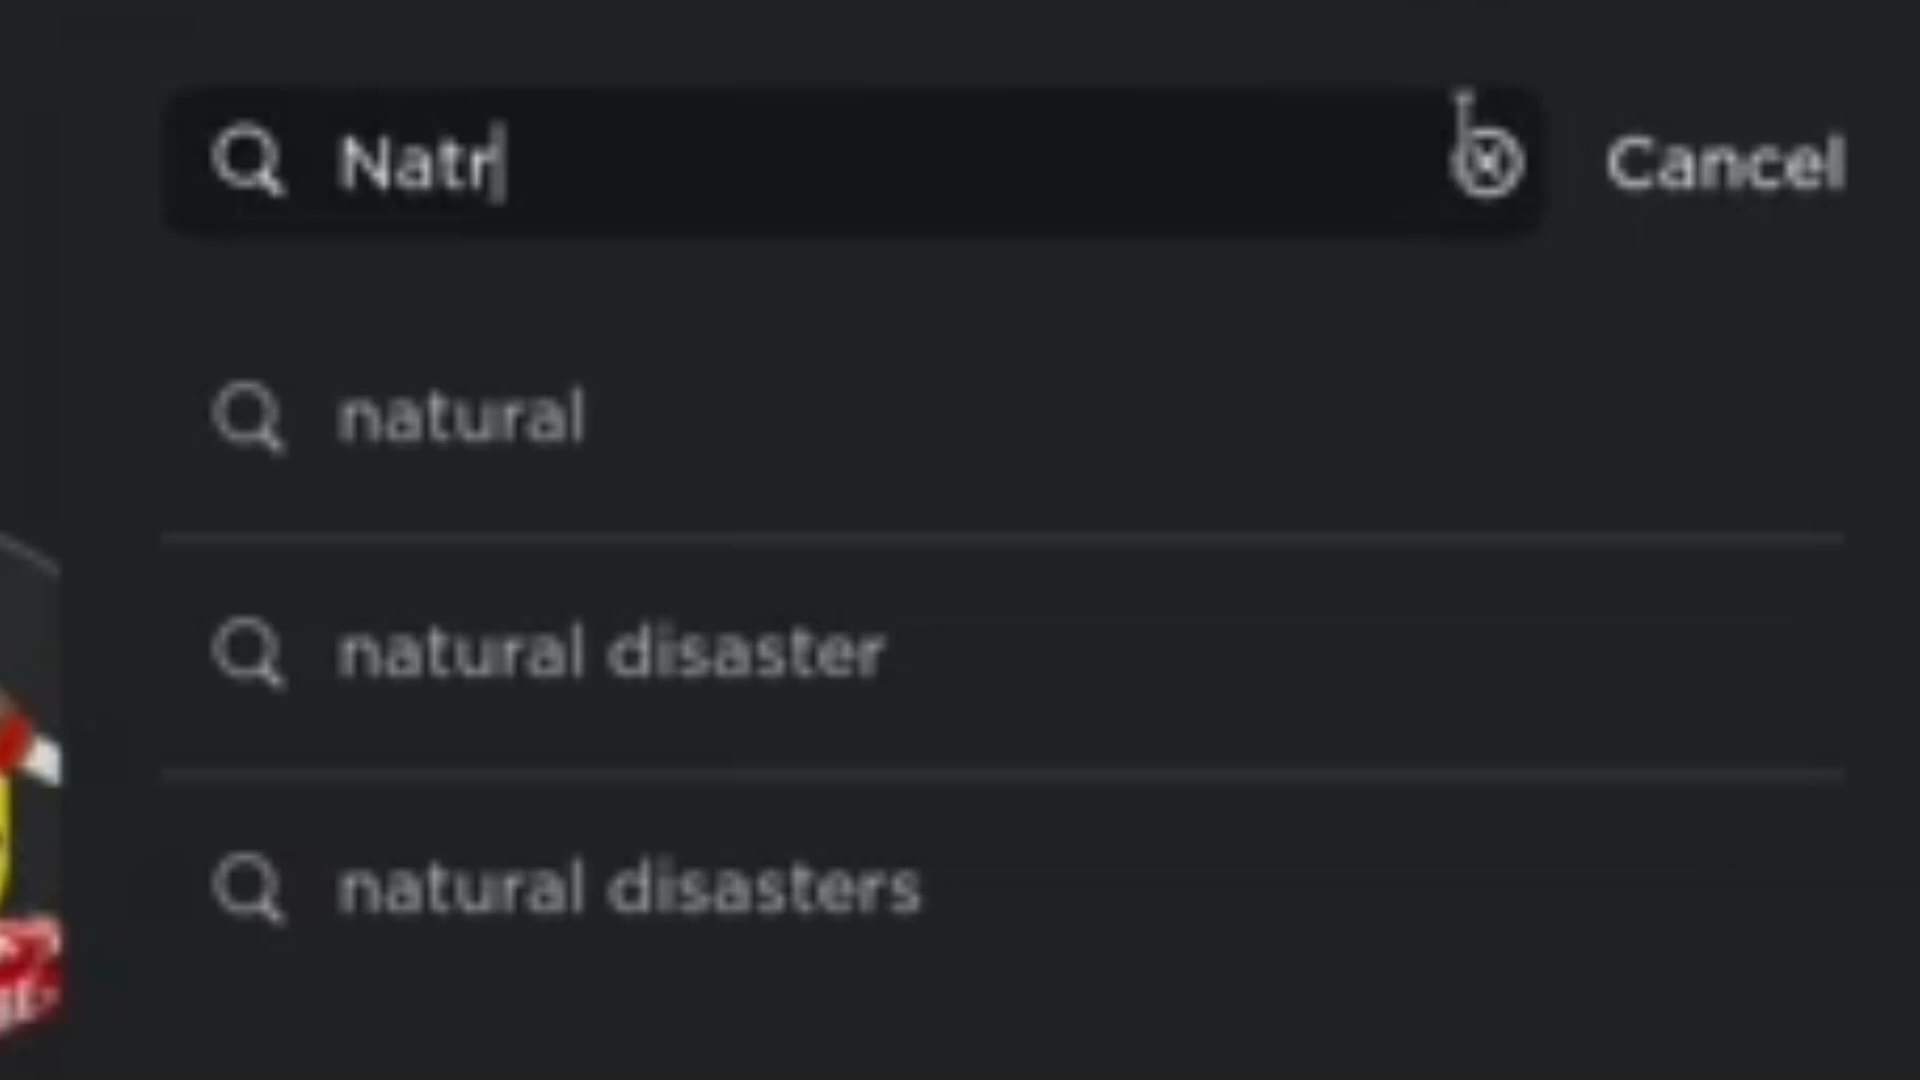 Natr
Cancel
natural
natural disaster
natural disasters